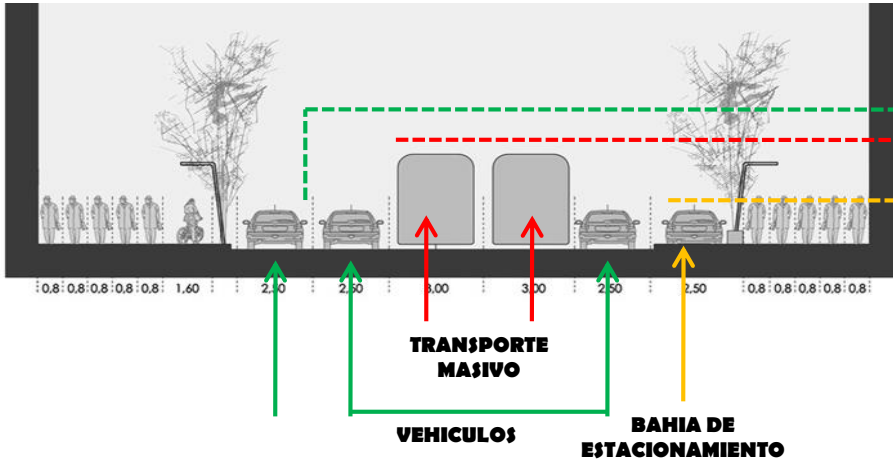 0,8 0,8 0,8 0,8 0,8 1,60 2,50 2,50 3,00 3,00 2,50 2,50 0,8 0,8 0,8 0,8 0,8
TRANSPORTE
MASIVO
VEHICULOS
BAHIA DE
ESTACIONAMIENTO